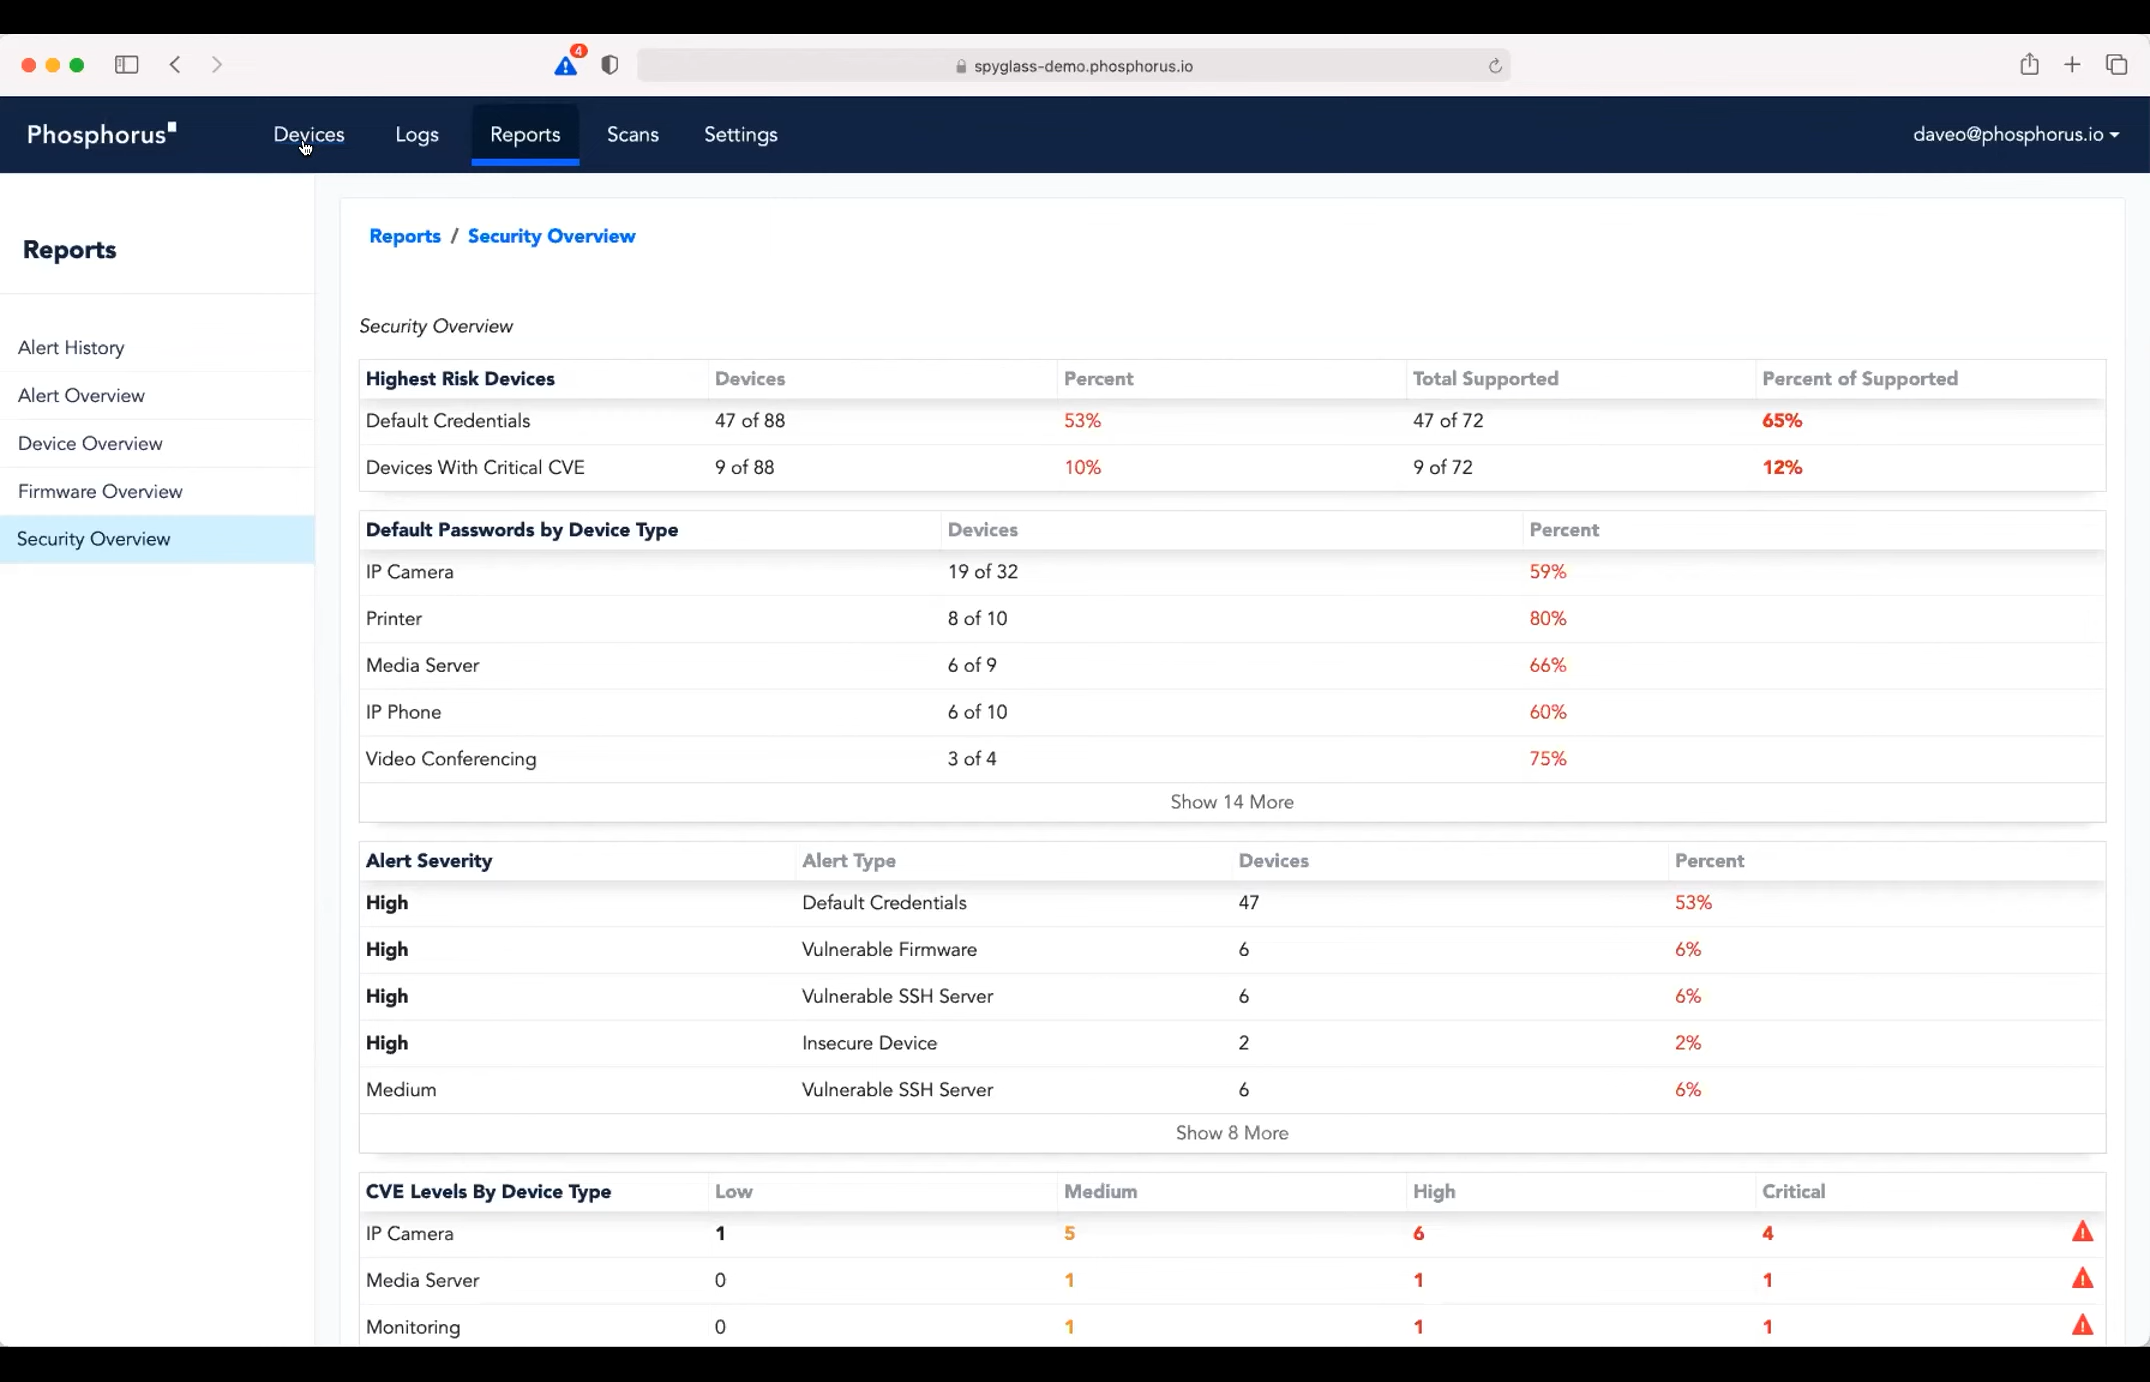 4
spyglass-demo.phosphorus.io
Phosphorus
Devices
Logs
Reports
Scans
Settings
daveo@phosphorus.io
Reports
Alert History
Alert Overview
Device Overview
Firmware Overview
Security Overview
Reports / Security Overview
Security Overview
Highest Risk Devices Devices Percent Total Supported Percent of Supported
Default Credentials 47 of 88 53% 47 of 72 65%
Devices With Critical CVE 9 of 88 10% 9 of 72 12%
Default Passwords by Device Type Devices Percent
IP Camera 19 of 32 59%
Printer 8 of 10 80%
Media Server 6 of 9 66%
IP Phone 6 of 10 60%
Video Conferencing 3 of 4 75%
Show 14 More
Alert Severity Alert Type Devices Percent
High Default Credentials 47 53%
High Vulnerable Firmware 6 6%
High Vulnerable SSH Server 6 6%
High Insecure Device 2 2%
Medium Vulnerable SSH Server 6 6%
Show 8 More
CVE Levels By Device Type Low Medium High Critical
IP Camera 1 5 6 4
Media Server 0 1 1 1
Monitoring 0 1 1 1